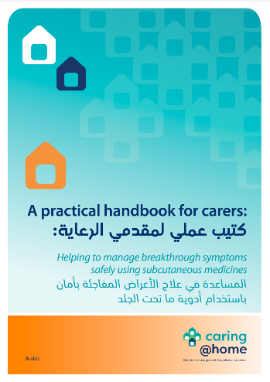 A practical handbook for carers:
كتيب عملي لمقدمي الرعاية:
Helping to manage breakthrough symptoms
safely using subcutaneous medicines
المساعدة في علاج الأعراض المفاجئة بأمان
باستخدام أدوية ما تحت الجلد
caring
@home
Arabic